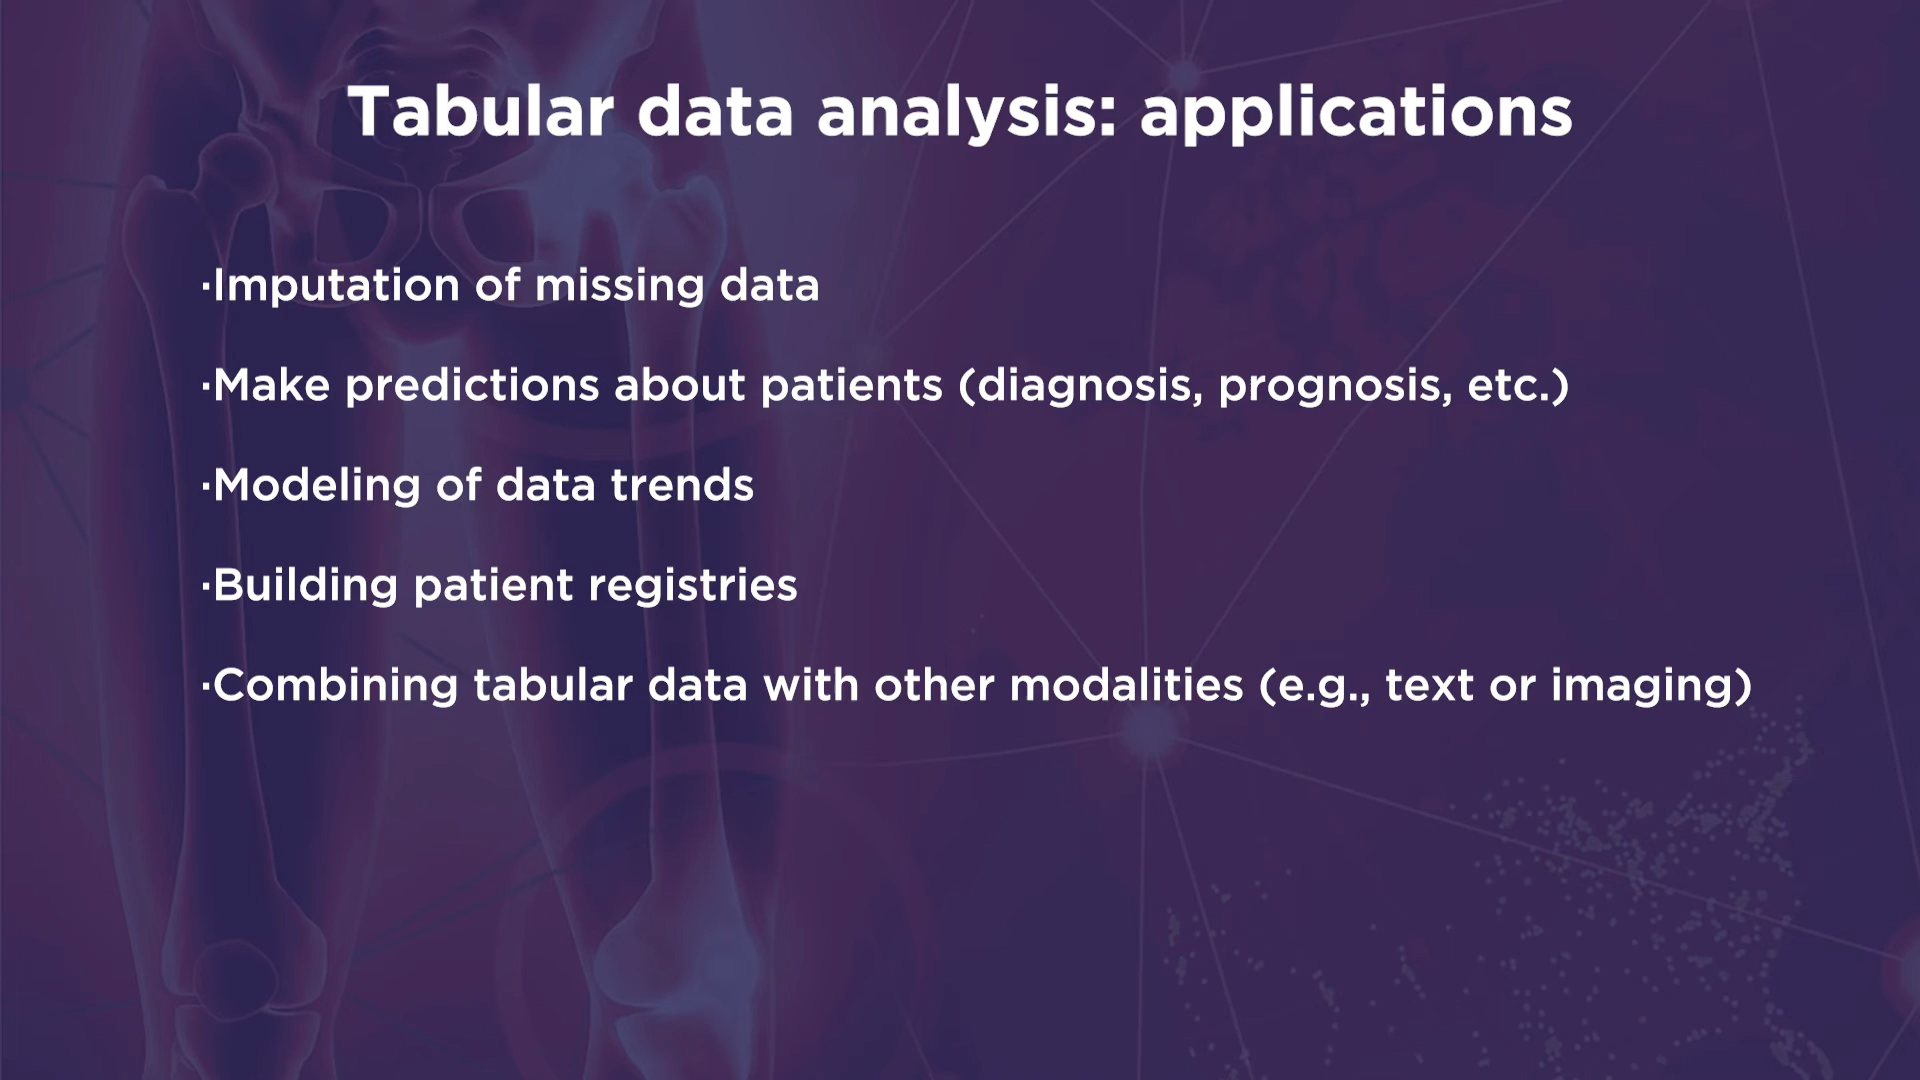 Tabular data analysis: applications
·Imputation of missing data
·Make predictions about patients (diagnosis, prognosis, etc.)
·Modeling of data trends
·Building patient registries
·Combining tabular data with other modalities (e.g., text or imaging)